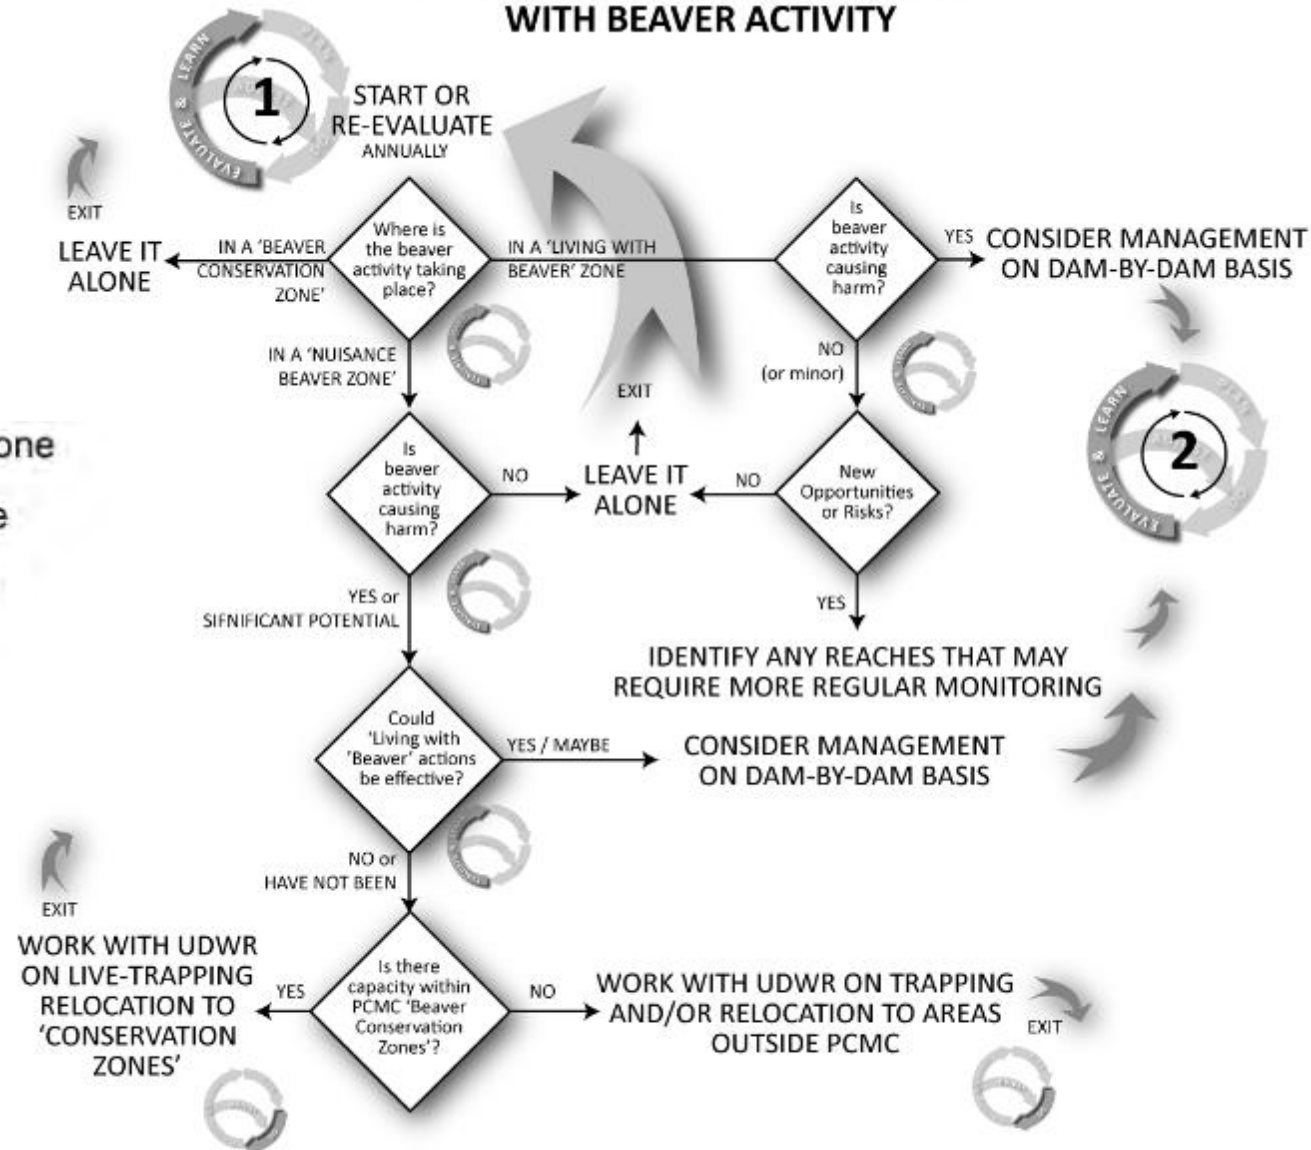 WITH BEAVER ACTIVITY
EVALUATE & LEARN
1
START OR
RE-EVALUATE
ANNUALLY
EXIT
LEAVE IT
ALONE
IN A 'BEAVER
CONSERVATION
ZONE'
Where is
the beaver
activity taking
place?
IN A 'LIVING WITH
BEAVER' ZONE
Is
beaver
activity
causing
harm?
YES
CONSIDER MANAGEMENT
ON DAM-BY-DAM BASIS
IN A 'NUISANCE
BEAVER ZONE'
NO
(or minor)
EXIT
EVALUATE & LEARN
2
one
Is
beaver
activity
causing
harm?
NO
LEAVE IT
ALONE
NO
New
Opportunities
or Risks?
YES or
SIFNIFICANT POTENTIAL
YES
IDENTIFY ANY REACHES THAT MAY
REQUIRE MORE REGULAR MONITORING
Could
'Living with
'Beaver' actions
be effective?
YES / MAYBE
CONSIDER MANAGEMENT
ON DAM-BY-DAM BASIS
NO or
HAVE NOT BEEN
EXIT
WORK WITH UDWR
ON LIVE-TRAPPING
RELOCATION TO
'CONSERVATION
ZONES'
YES
Is there
capacity within
PCMC 'Beaver
Conservation
Zones'?
NO
WORK WITH UDWR ON TRAPPING
AND/OR RELOCATION TO AREAS
OUTSIDE PCMC
EXIT